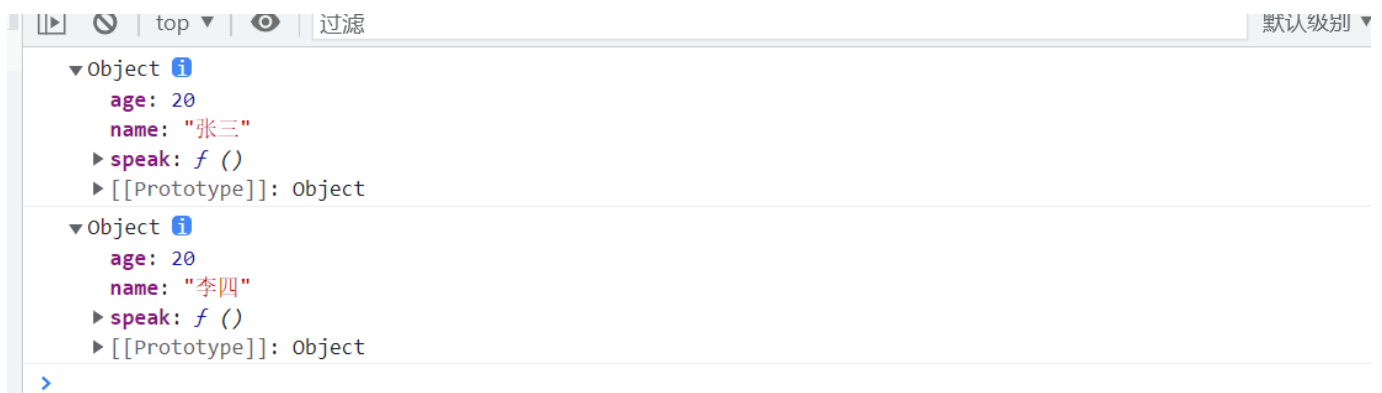 top ▼ 过滤 默认级别 ▼
▼Object i
age: 20
name: "张三"
▶speak: ƒ ()
▶[[Prototype]]: Object
▼Object i
age: 20
name: "李四"
▶speak: ƒ ()
▶[[Prototype]]: Object
>